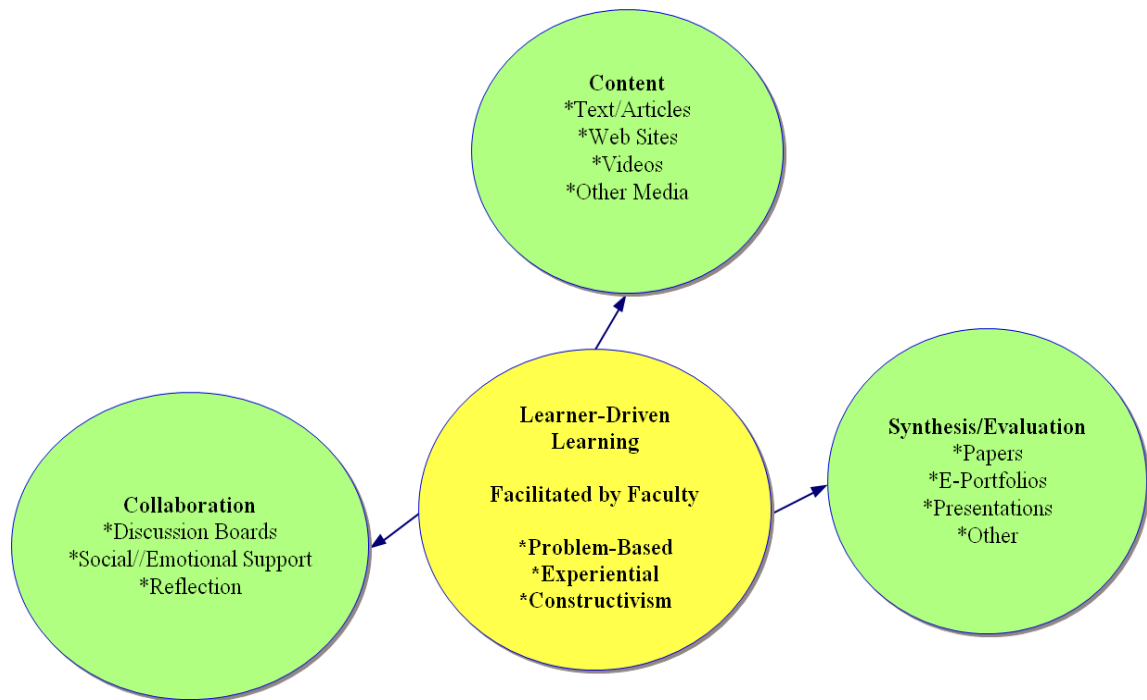 Content
*Text/Articles
*Web Sites
*Videos
*Other Media
Learner-Driven
Learning
Facilitated by Faculty
*Problem-Based
*Experiential
*Constructivism
Synthesis/Evaluation
*Papers
*E-Portfolios
*Presentations
*Other
Collaboration
*Discussion Boards
*Social//Emotional Support
*Reflection